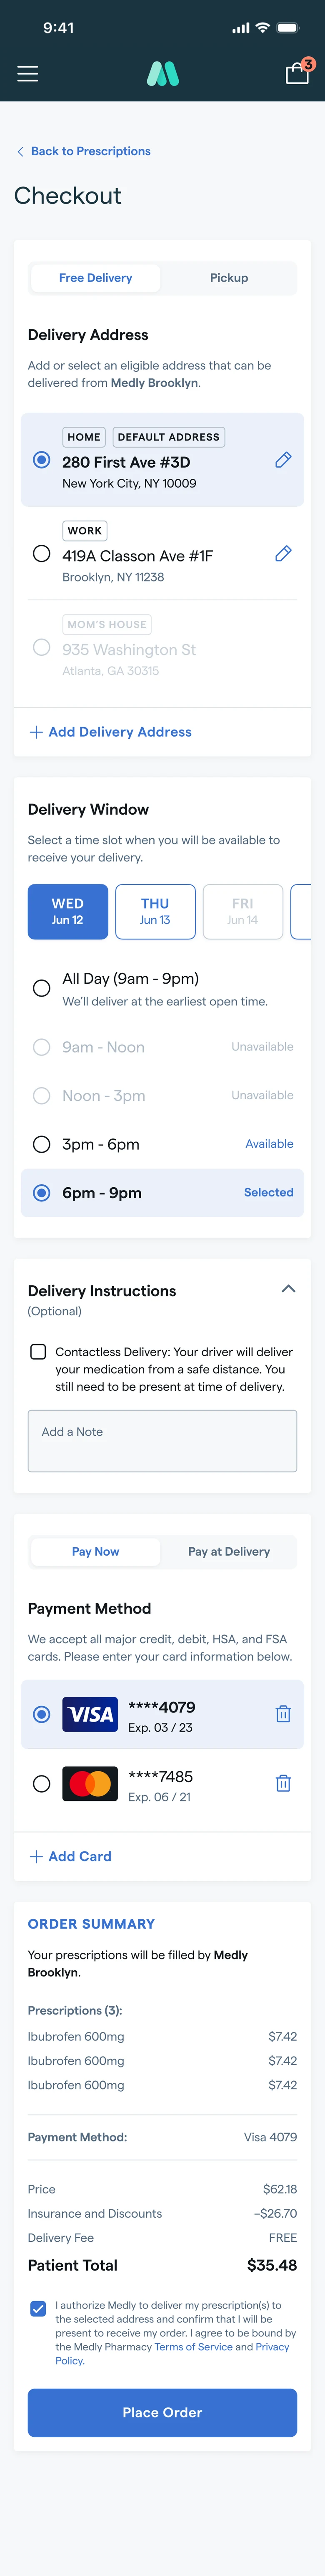 9:41
3
Back to Prescriptions
Checkout
Free Delivery
Pickup
Delivery Address
Add or select an eligible address that can be
delivered from Medly Brooklyn.
HOME
DEFAULT ADDRESS
280 First Ave #3D
New York City, NY 10009
WORK
419A Classon Ave #1F
Brooklyn, NY 11238
MOM'S HOUSE
935 Washington St
Atlanta, GA 30315
+ Add Delivery Address
Delivery Window
Select a time slot when you will be available to
receive your delivery.
WED
Jun 12
THU
Jun 13
FRI
Jun 14
All Day (9am - 9pm)
We'll deliver at the earliest open time.
9am - Noon Unavailable
Noon - 3pm Unavailable
3pm - 6pm Available
6pm - 9pm Selected
Delivery Instructions
(Optional)
Contactless Delivery: Your driver will deliver
your medication from a safe distance. You
still need to be present at time of delivery.
Add a Note
Pay Now
Pay at Delivery
Payment Method
We accept all major credit, debit, HSA, and FSA
cards. Please enter your card information below.
VISA
****4079
Exp. 03 / 23
****7485
Exp. 06 / 21
+ Add Card
ORDER SUMMARY
Your prescriptions will be filled by Medly
Brooklyn.
Prescriptions (3):
Ibubrofen 600mg $7.42
Ibubrofen 600mg $7.42
Ibubrofen 600mg $7.42
Payment Method: Visa 4079
Price $62.18
Insurance and Discounts –$26.70
Delivery Fee FREE
Patient Total $35.48
I authorize Medly to deliver my prescription(s) to
the selected address and confirm that I will be
present to receive my order. I agree to be bound by
the Medly Pharmacy Terms of Service and Privacy
Policy.
Place Order